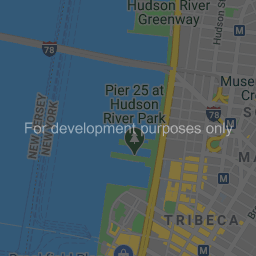 Hudson River
Greenway
78
Pier 25 at
Hudson
River Park
Muse
78
For development purposes only
NEW JERSEY
NEW YORK
M
M
TRIBECA
M